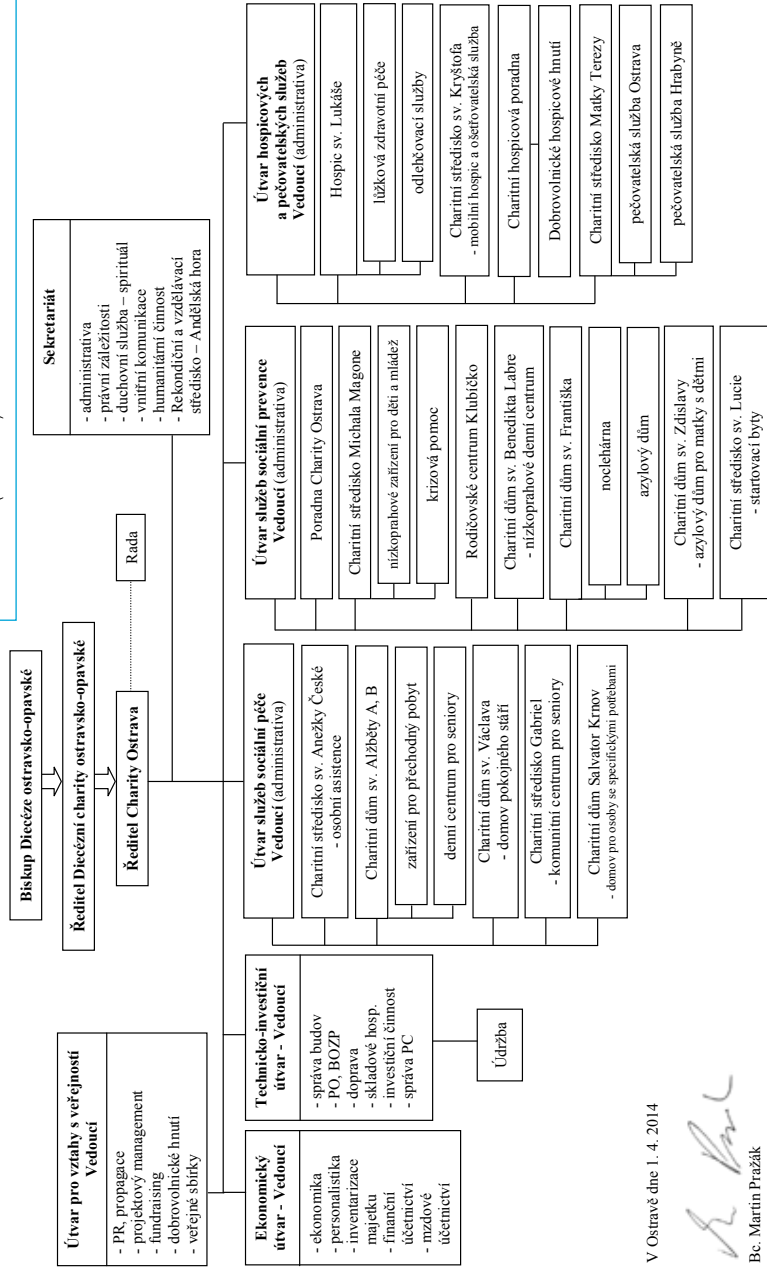 Biskup Diecéze ostravsko-opavské
Ředitel Diecézní charity ostravsko-opavské
Ředitel Charity Ostrava
Rada
Útvar pro vztahy s veřejností
Vedoucí
- PR, propagace
- projektový management
- fundraising
- dobrovolnické hnutí
- veřejné sbírky
Sekretariát
- administrativa
- právní záležitosti
- duchovní služba – spirituál
- vnitřní komunikace
- humanitární činnost
- Rekondiční a vzdělávací
středisko – Andělská hora
Ekonomický
útvar - Vedoucí
- ekonomika
- personalistika
- inventarizace
majetku
- finanční
účetnictví
- mzdové
účetnictví
Technicko-investiční
útvar - Vedoucí
- správa budov
- PO, BOZP
- doprava
- skladové hosp.
- investiční činnost
- správa PC
Údržba
Útvar služeb sociální péče
Vedoucí (administrativa)
Charitní středisko sv. Anežky České
- osobní asistence
Charitní dům sv. Alžběty A, B
zařízení pro přechodný pobyt
denní centrum pro seniory
Charitní dům sv. Václava
- domov pokojného stáří
Charitní středisko Gabriel
- komunitní centrum pro seniory
Charitní dům Salvator Krnov
- domov pro osoby se specifickými potřebami
Útvar služeb sociální prevence
Vedoucí (administrativa)
Poradna Charity Ostrava
Charitní středisko Michala Magone
nízkoprahové zařízení pro děti a mládež
krizová pomoc
Rodičovské centrum Klubíčko
Charitní dům sv. Benedikta Labre
- nízkoprahové denní centrum
Charitní dům sv. Františka
noclehárna
azylový dům
Charitní dům sv. Zdislavy
- azylový dům pro matky s dětmi
Charitní středisko sv. Lucie
- startovací byty
Útvar hospicových
a pečovatelských služeb
Vedoucí (administrativa)
Hospic sv. Lukáše
lůžková zdravotní péče
odlehčovací služby
Charitní středisko sv. Kryštofa
- mobilní hospic a ošetřovatelská služba
Charitní hospicová poradna
Dobrovolnické hospicové hnutí
Charitní středisko Matky Terezy
pečovatelská služba Ostrava
pečovatelská služba Hrabyně
V Ostravě dne 1. 4. 2014
Bc. Martin Pražák